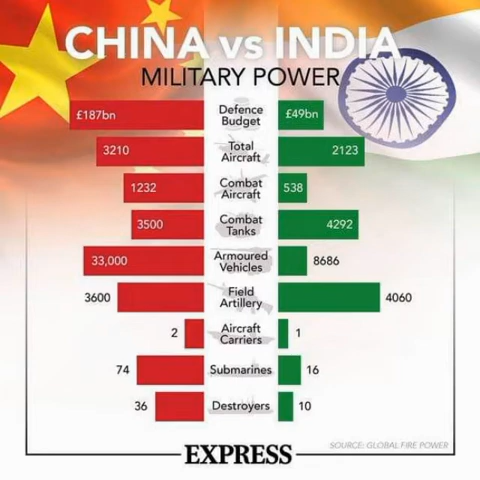 CHINA vs INDIA
MILITARY POWER
£187bn
Defence
Budget
£49bn
3210
Total
Aircraft
2123
1232
Combat
Aircraft
538
3500
Combat
Tanks
4292
33,000
Armoured
Vehicles
8686
3600
Field
Artillery
4060
2
Aircraft
Carriers
1
74
Submarines
16
36
Destroyers
10
SOURCE: GLOBAL FIRE POWER
EXPRESS